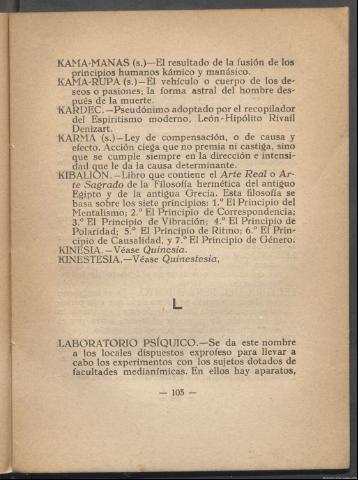 KAMA-MANAS (s.)—El resultado de la fusión de los
principios humanos kámico y manásico.
KAMA-RUPA (s.)—El vehículo o cuerpo de los de-
seos o pasiones; la forma astral del hombre des-
pués de la muerte.
KARDEC.—Pseudónimo adoptado por el recopilador
del Espiritismo moderno, León-Hipólito Rivail
Denizart.
KARMA (s.)—Ley de compensación, o de causa y
efecto. Acción ciega que no premia ni castiga, sino
que se cumple siempre en la dirección e intensi-
dad que le da la causa determinante.
KIBALION.—Libro que contiene el Arte Real o Ar-
te Sagrado de la Filosofía hermética del antiguo
Egipto y de la antigua Grecia. Esta filosofía se
basa sobre los siete principios: 1.º El Principio del
Mentalismo; 2.º El Principio de Correspondencia;
3.º El Principio de Vibración; 4.º El Principio de
Polaridad; 5.º El Principio de Ritmo; 6.º El Prin-
cipio de Causalidad, y 7.º El Principio de Género.
KINESIA.—Véase Quinesia.
KINESTESIA.—Véase Quinestesia,
L
LABORATORIO PSÍQUICO.—Se da este nombre
a los locales dispuestos exprofeso para llevar a
cabo los experimentos con los sujetos dotados de
facultades medianímicas. En ellos hay aparatos,
— 103 —